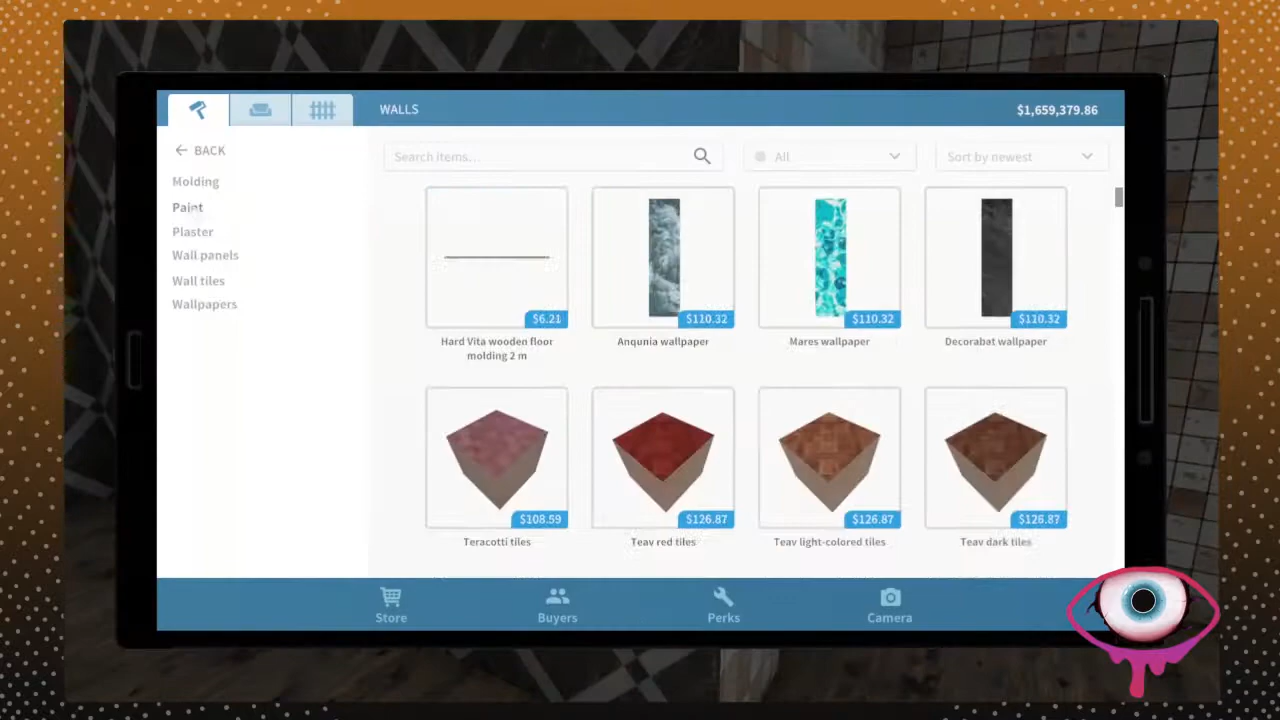 WALLS
$1,659,379.86
BACK
Search items...
All
Sort by newest
Molding
Paint
Plaster
Wall panels
Wall tiles
Wallpapers
$6.21
$110.32
$110.32
$110.32
Hard Vita wooden floor
molding 2 m
Anqunia wallpaper
Mares wallpaper
Decorabat wallpaper
$108.59
$126.87
$126.87
$126.87
Teracotti tiles
Teav red tiles
Teav light-colored tiles
Teav dark tiles
Store
Buyers
Perks
Camera